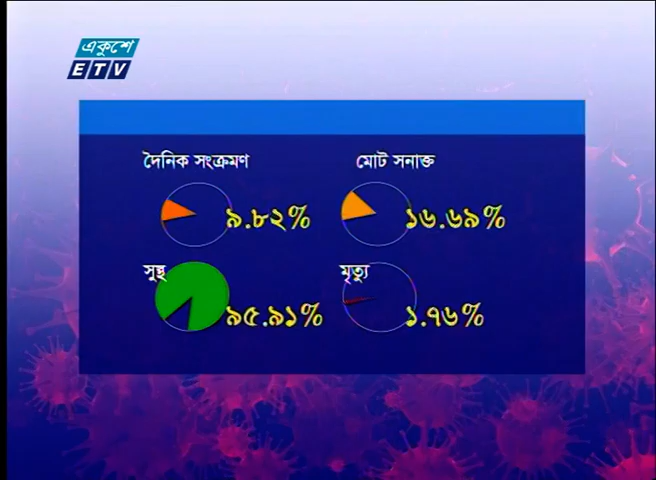 একুশে
ETV
দৈনিক সংক্রমণ
মোট সনাক্ত
৯.৮২%
১৬.৬৯%
সুস্থ
মৃত্যু
৯৫.৯১%
১.৭৬%